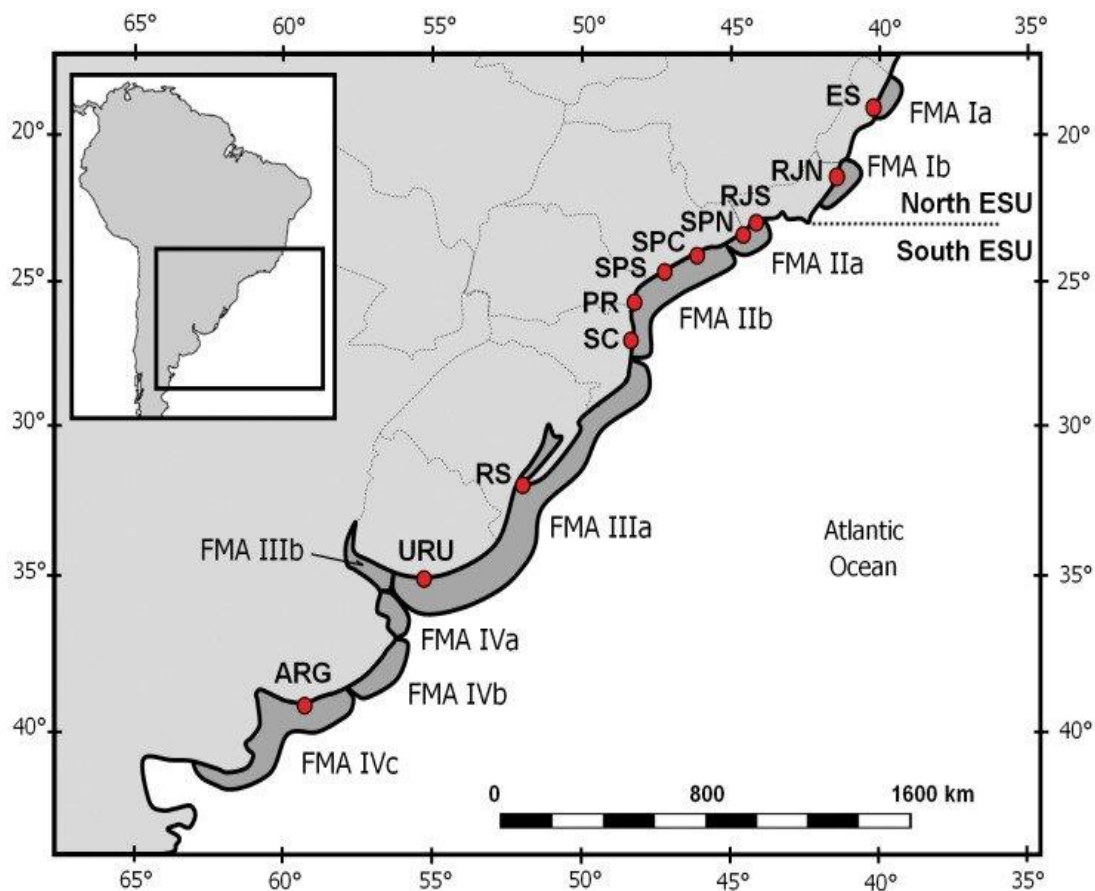 65° 60° 55° 50° 45° 40° 35°
ES
FMA Ia
20° 20°
RJN
FMA Ib
RJS
North ESU
SPN
South ESU
SPC
FMA IIa
SPS
25° 25°
PR
FMA IIb
SC
30° 30°
RS
FMA IIIa
FMA IIIb
URU
Atlantic
Ocean
35° 35°
FMA IVa
ARG
FMA IVb
40° 40°
FMA IVc
0 800 1600 km
65° 60° 55° 50° 45° 40° 35°